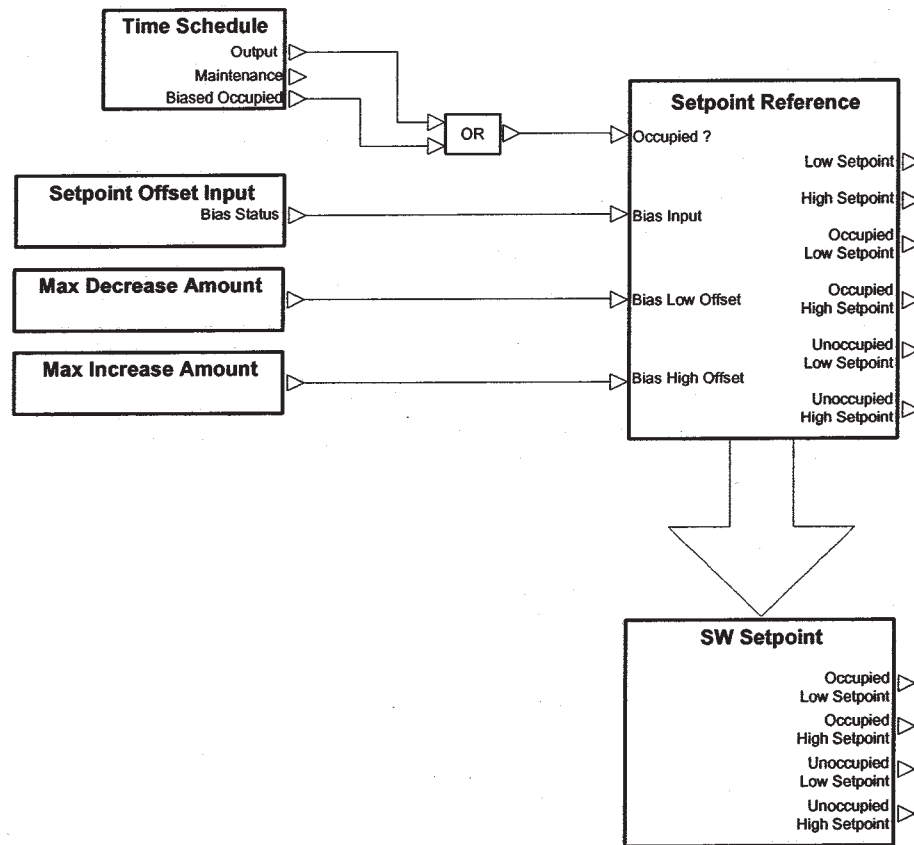 Time Schedule
Output
Maintenance
Biased Occupied
OR
Setpoint Offset Input
Bias Status
Max Decrease Amount
Max Increase Amount
Setpoint Reference
Occupied ?
Bias Input
Bias Low Offset
Bias High Offset
Low Setpoint
High Setpoint
Occupied
Low Setpoint
Occupied
High Setpoint
Unoccupied
Low Setpoint
Unoccupied
High Setpoint
SW Setpoint
Occupied
Low Setpoint
Occupied
High Setpoint
Unoccupied
Low Setpoint
Unoccupied
High Setpoint